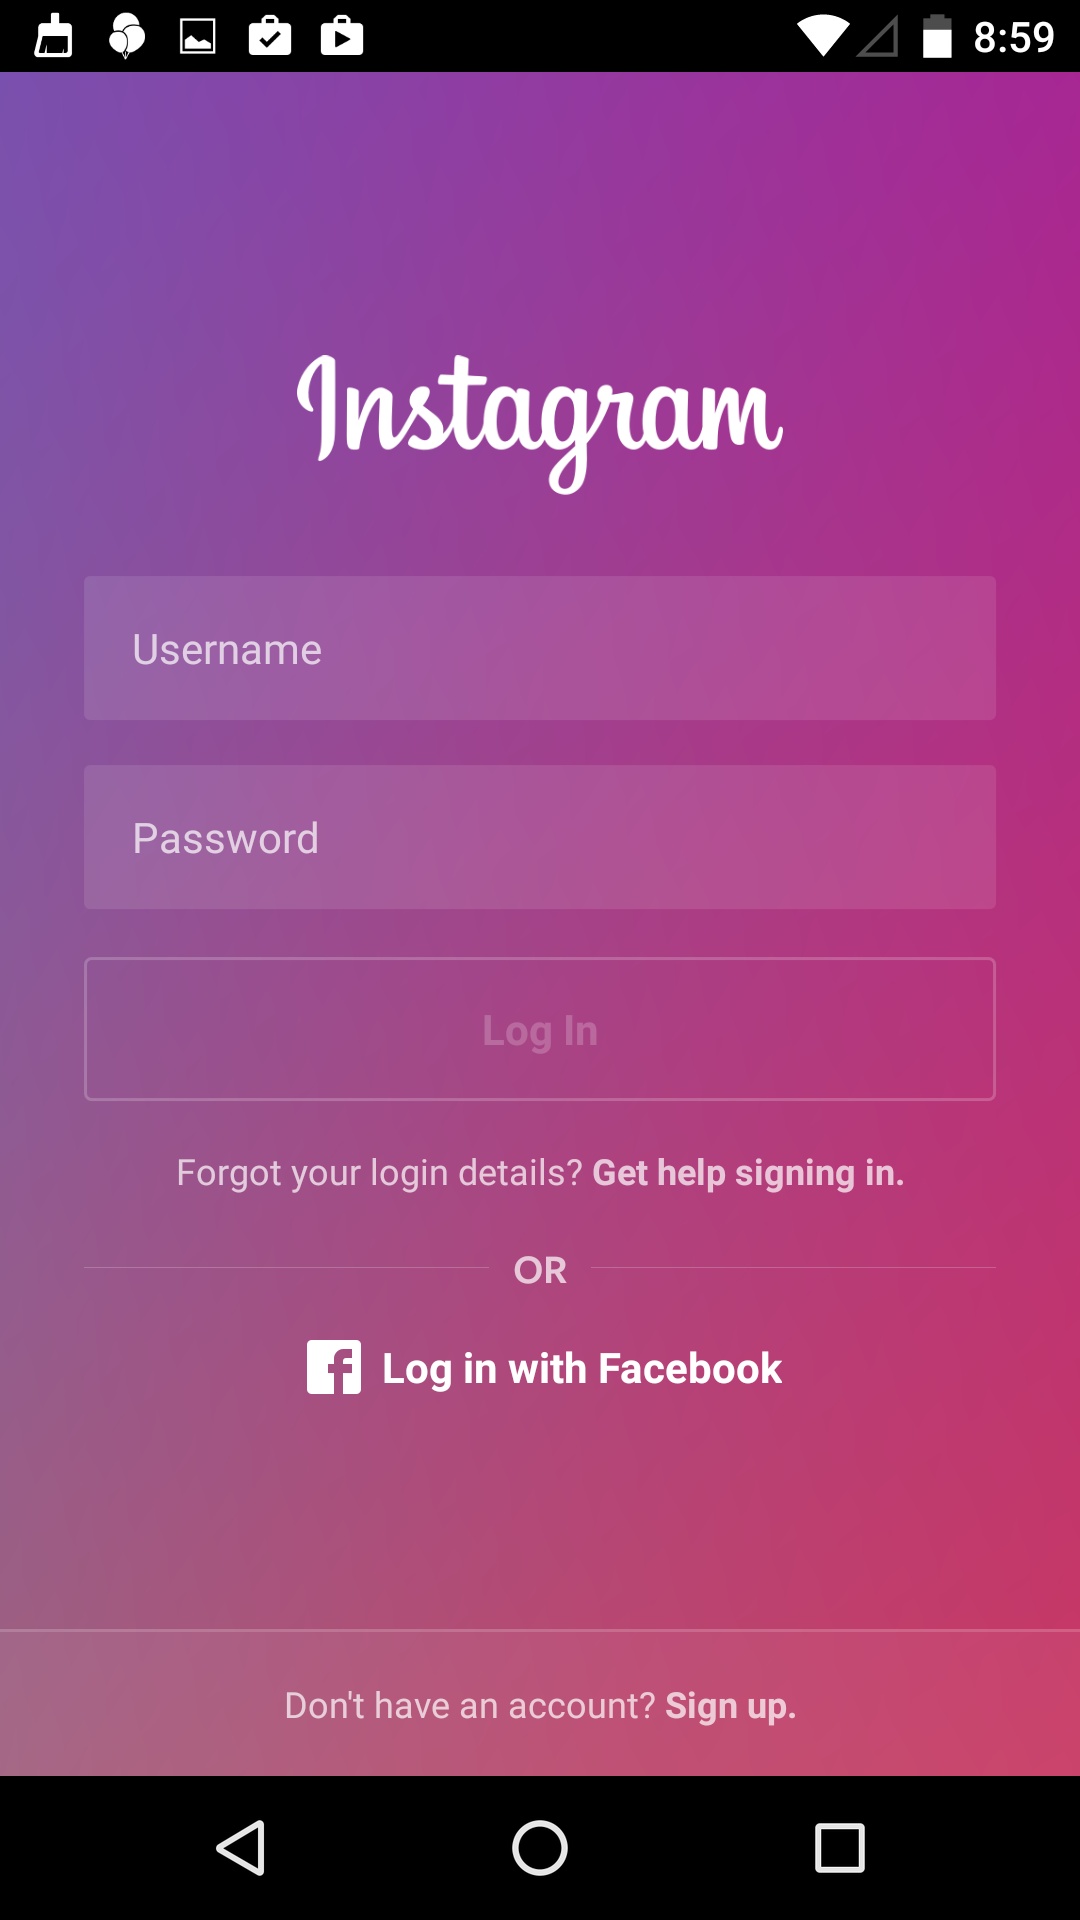 8:59
Instagram
Username
Password
Log In
Forgot your login details? Get help signing in.
OR
Log in with Facebook
Don't have an account? Sign up.